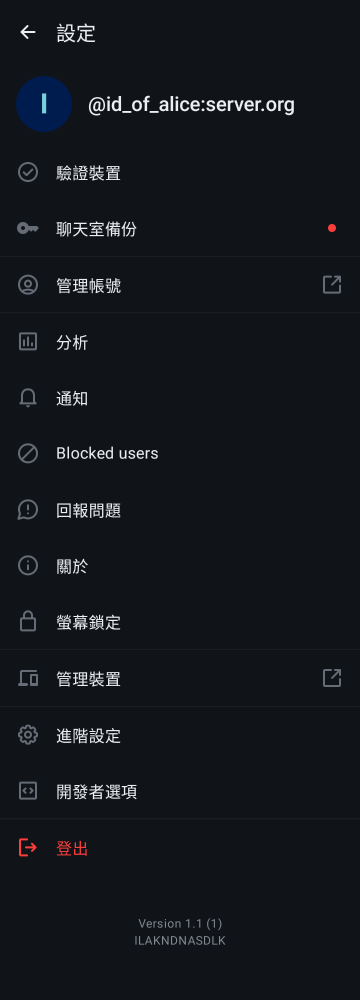 設定
I
@id_of_alice:server.org
驗證裝置
聊天室備份
管理帳號
分析
通知
Blocked users
回報問題
關於
螢幕鎖定
管理裝置
進階設定
開發者選項
登出
Version 1.1 (1)
ILAKNDNASDLK